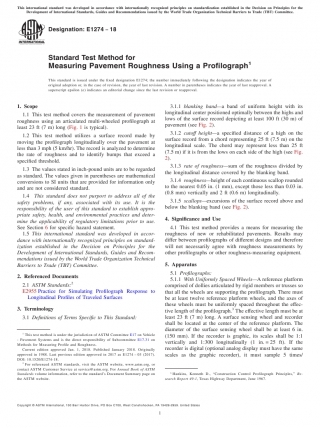 This international standard was developed in accordance with internationally recognized principles on standardization established in the Decision on Principles for the
Development of International Standards, Guides and Recommendations issued by the World Trade Organization Technical Barriers to Trade (TBT) Committee.
Designation: E1274 − 18
Standard Test Method for
Measuring Pavement Roughness Using a Profilograph¹
This standard is issued under the fixed designation E1274; the number immediately following the designation indicates the year of
original adoption or, in the case of revision, the year of last revision. A number in parentheses indicates the year of last reapproval. A
superscript epsilon (ε) indicates an editorial change since the last revision or reapproval.
1. Scope
1.1 This test method covers the measurement of pavement
roughness using an articulated multi-wheeled profilograph at
least 23 ft (7 m) long (Fig. 1 is typical).
1.2 This test method utilizes a surface record made by
moving the profilograph longitudinally over the pavement at
less than 3 mph (5 km/h). The record is analyzed to determine
the rate of roughness and to identify bumps that exceed a
specified threshold.
1.3 The values stated in inch-pound units are to be regarded
as standard. The values given in parentheses are mathematical
conversions to SI units that are provided for information only
and are not considered standard.
1.4 This standard does not purport to address all of the
safety problems, if any, associated with its use. It is the
responsibility of the user of this standard to establish appro-
priate safety, health, and environmental practices and deter-
mine the applicability of regulatory limitations prior to use.
See Section 6 for specific hazard statement.
1.5 This international standard was developed in accor-
dance with internationally recognized principles on standard-
ization established in the Decision on Principles for the
Development of International Standards, Guides and Recom-
mendations issued by the World Trade Organization Technical
Barriers to Trade (TBT) Committee.
2. Referenced Documents
2.1 ASTM Standards:²
E2955 Practice for Simulating Profilograph Response to
Longitudinal Profiles of Traveled Surfaces
3. Terminology
3.1 Definitions of Terms Specific to This Standard:
¹ This test method is under the jurisdiction of ASTM Committee E17 on Vehicle
- Pavement Systems and is the direct responsibility of Subcommittee E17.31 on
Methods for Measuring Profile and Roughness.
Current edition approved Jan. 1, 2018. Published January 2018. Originally
approved in 1988. Last previous edition approved in 2017 as E1274 – 03 (2017).
DOI: 10.1520/E1274-18.
² For referenced ASTM standards, visit the ASTM website, www.astm.org, or
contact ASTM Customer Service at service@astm.org. For Annual Book of ASTM
Standards volume information, refer to the standard's Document Summary page on
the ASTM website.
3.1.1 blanking band—a band of uniform height with its
longitudinal center positioned optimally between the highs and
lows of the surface record depicting at least 100 ft (30 m) of
pavement (see Fig. 2).
3.1.2 cutoff height—a specified distance of a high on the
surface record from a chord representing 25 ft (7.5 m) on the
longitudinal scale. The chord may represent less than 25 ft
(7.5 m) if it is from the lows on each side of the high (see Fig.
2).
3.1.3 rate of roughness—sum of the roughness divided by
the longitudinal distance covered by the blanking band.
3.1.4 roughness—height of each continuous scallop rounded
to the nearest 0.05 in. (1 mm), except those less than 0.03 in.
(0.8 mm) vertically and 2 ft (0.6 m) longitudinally.
3.1.5 scallops—excursions of the surface record above and
below the blanking band (see Fig. 2).
4. Significance and Use
4.1 This test method provides a means for measuring the
roughness of new or rehabilitated pavements. Results may
differ between profilographs of different designs and therefore
will not necessarily agree with roughness measurements by
other profilographs or other roughness-measuring equipment.
5. Apparatus
5.1 Profilographs:
5.1.1 With Uniformly Spaced Wheels—A reference platform
comprised of dollies articulated by rigid members or trusses so
that all the wheels are supporting the profilograph. There must
be at least twelve reference platform wheels, and the axes of
these wheels must be uniformly spaced throughout the effec-
tive length of the profilograph.³ The effective length must be at
least 23 ft (7 m) long. A surface sensing wheel and recorder
shall be located at the center of the reference platform. The
diameter of the surface sensing wheel shall be at least 6 in.
(150 mm). If the recorder is graphic, its scales shall be 1:1
vertically and 1:300 longitudinally (1 in.= 25 ft). If the
recorder is digital (optional analog display must have the same
scales as the graphic recorder), it must sample 5 times/
³ Hankins, Kenneth D., "Construction Control Profilograph Principles", Re-
search Report 49-1, Texas Highway Department, June 1967
1